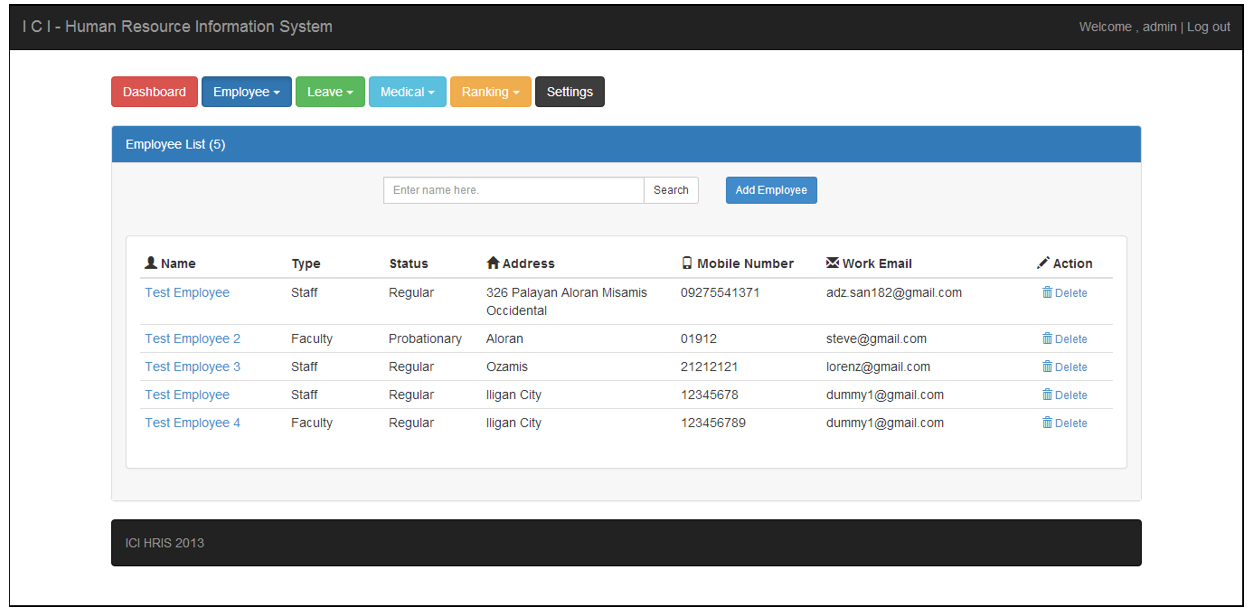 I C I - Human Resource Information System
Welcome , admin | Log out
Dashboard Employee Leave Medical Ranking Settings
Employee List (5)
Enter name here. Search Add Employee
Name Type Status Address Mobile Number Work Email Action
Test Employee Staff Regular 326 Palayan Aloran Misamis 09275541371 adz.san182@gmail.com Delete
Occidental
Test Employee 2 Faculty Probationary Aloran 01912 steve@gmail.com Delete
Test Employee 3 Staff Regular Ozamis 21212121 lorenz@gmail.com Delete
Test Employee Staff Regular Iligan City 12345678 dummy1@gmail.com Delete
Test Employee 4 Faculty Regular Iligan City 123456789 dummy1@gmail.com Delete
ICI HRIS 2013